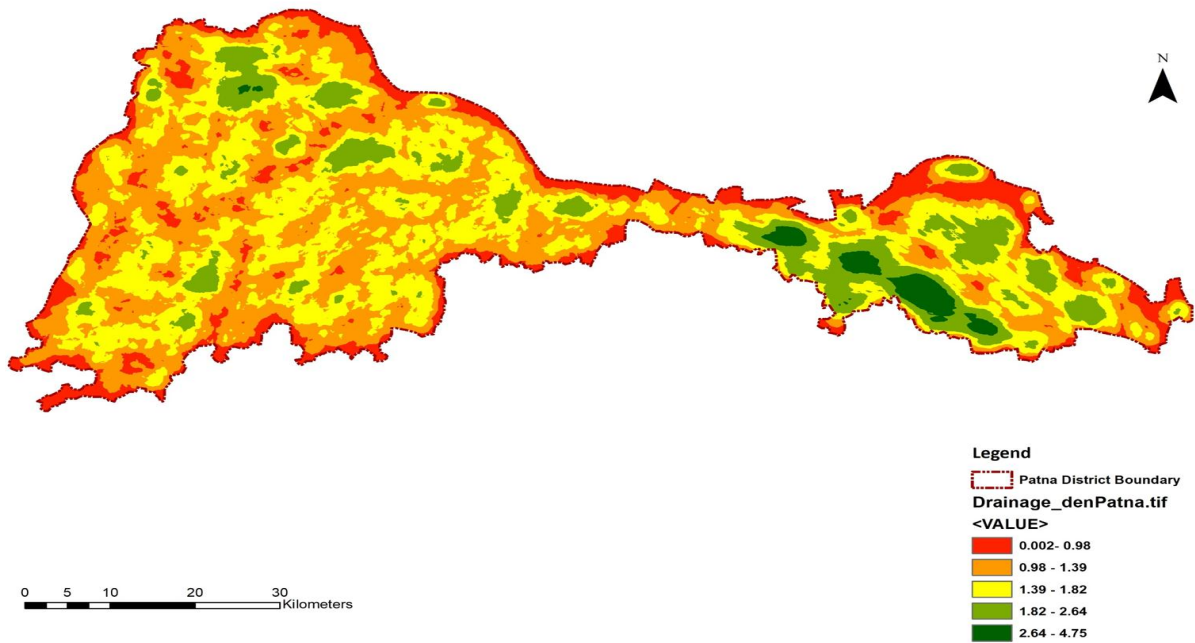 N
Legend
Patna District Boundary
Drainage_denPatna.tif
<VALUE>
0.002- 0.98
0.98 - 1.39
1.39 - 1.82
1.82 - 2.64
2.64 - 4.75
0 5 10 20 30
Kilometers